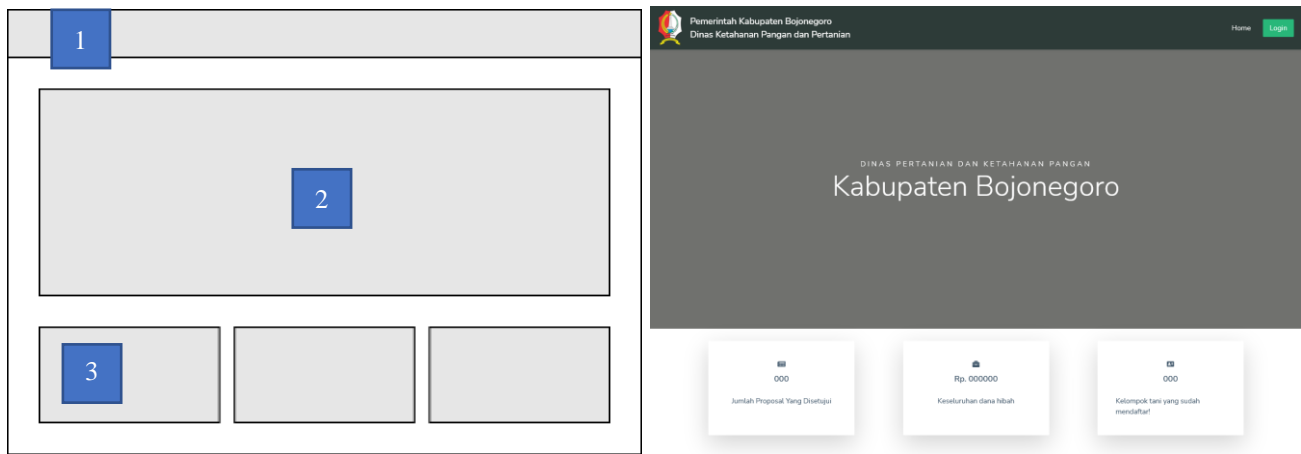 1
2
3
Pemerintah Kabupaten Bojonegoro
Dinas Ketahanan Pangan dan Pertanian
Home
Login
DINAS PERTANIAN DAN KETAHANAN PANGAN
Kabupaten Bojonegoro
000
Jumlah Proposal Yang Disetujui
Rp. 000000
Keseluruhan dana hibah
000
Kelompok tani yang sudah
mendaftar!